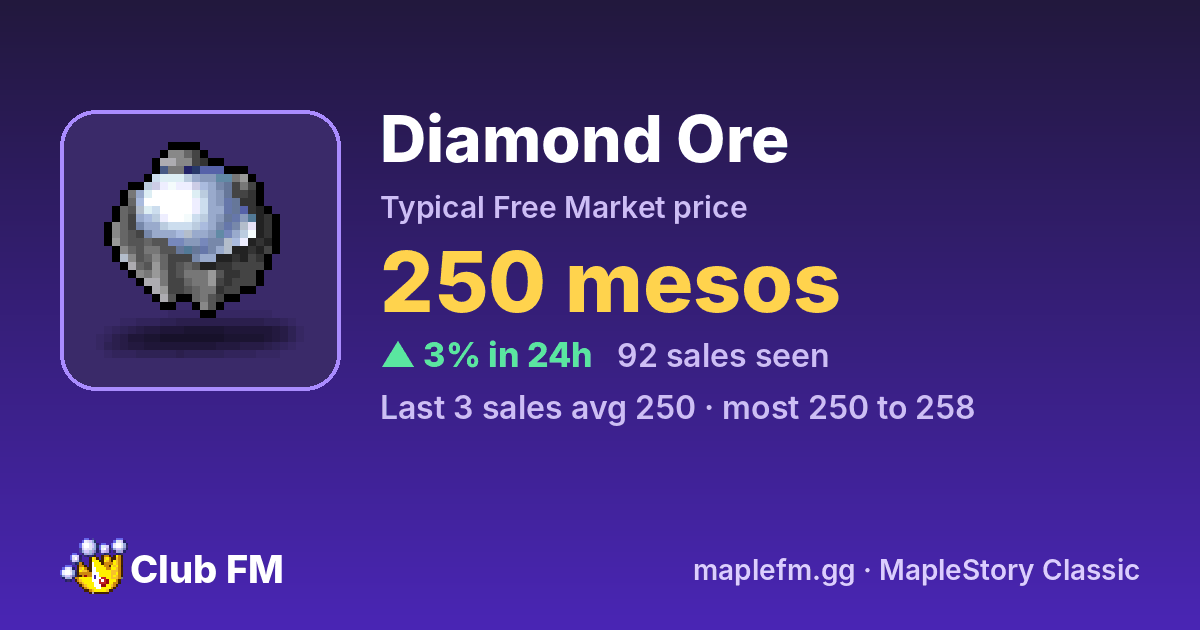 Diamond Ore
Typical Free Market price
250 mesos
▲ 3% in 24h 92 sales seen
Last 3 sales avg 250 · most 250 to 258
Club FM
maplefm.gg · MapleStory Classic